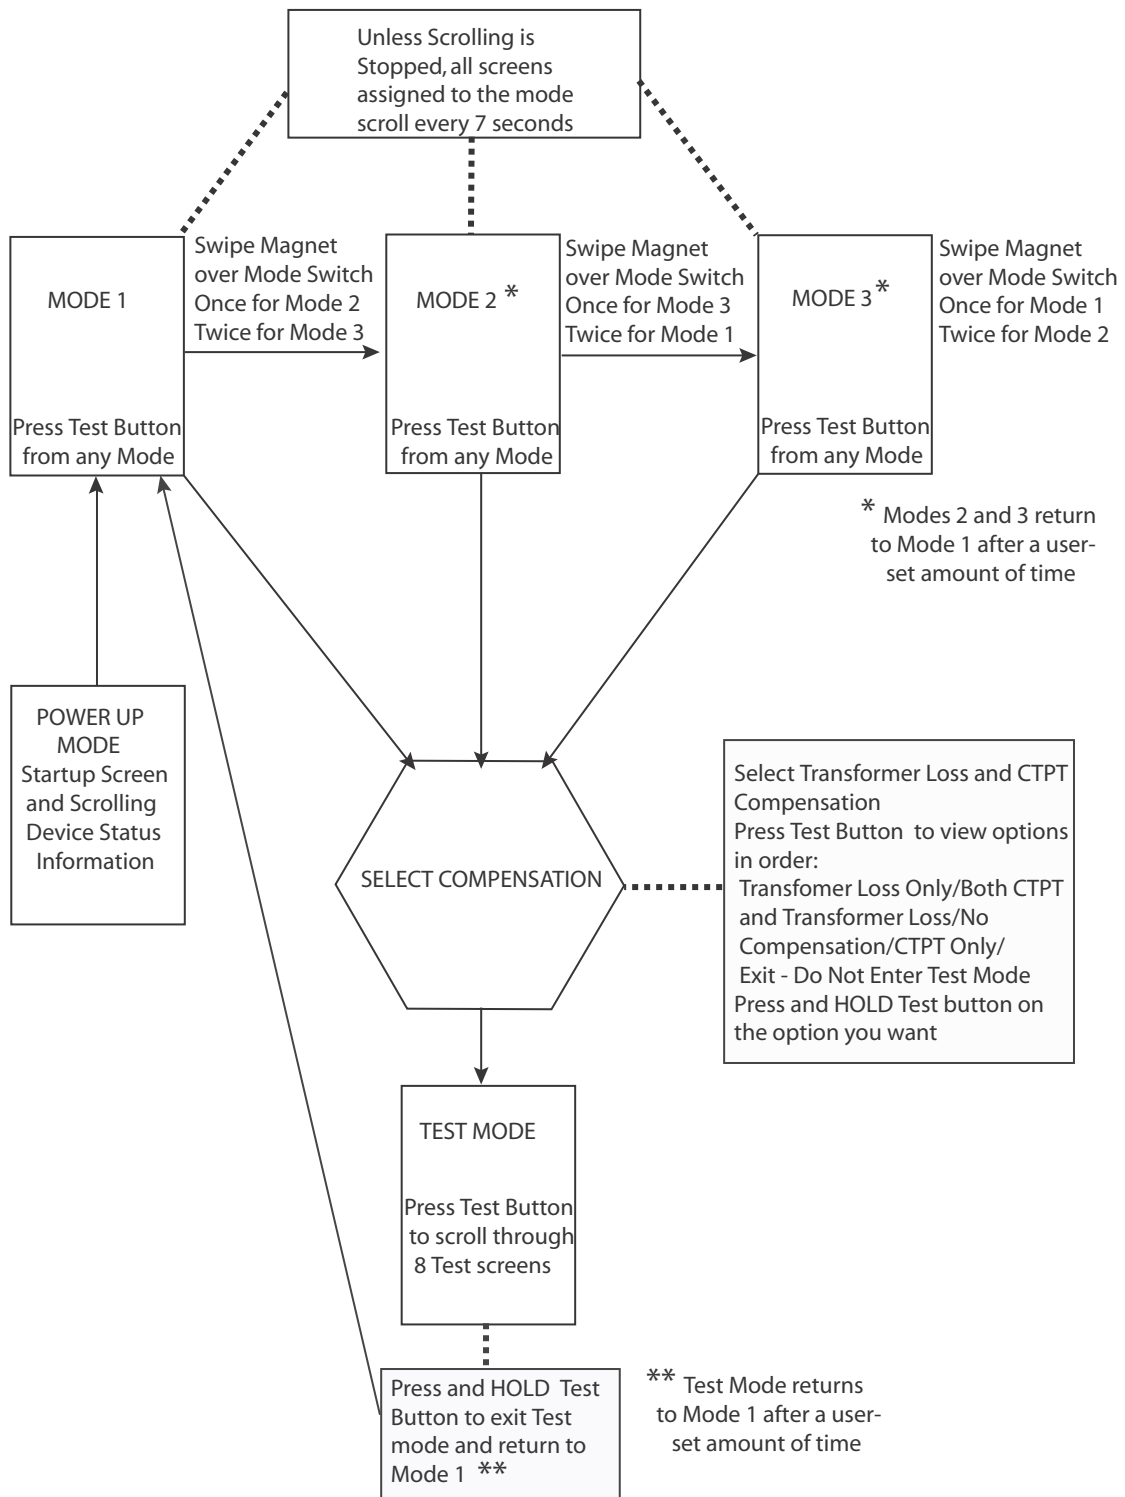 Unless Scrolling is
Stopped, all screens
assigned to the mode
scroll every 7 seconds
MODE 1
Press Test Button
from any Mode
Swipe Magnet
over Mode Switch
Once for Mode 2
Twice for Mode 3
MODE 2 *
Press Test Button
from any Mode
Swipe Magnet
over Mode Switch
Once for Mode 3
Twice for Mode 1
MODE 3 *
Press Test Button
from any Mode
Swipe Magnet
over Mode Switch
Once for Mode 1
Twice for Mode 2
* Modes 2 and 3 return
to Mode 1 after a user-
set amount of time
POWER UP
MODE
Startup Screen
and Scrolling
Device Status
Information
SELECT COMPENSATION
Select Transformer Loss and CTPT
Compensation
Press Test Button to view options
in order:
Transfomer Loss Only/Both CTPT
and Transformer Loss/No
Compensation/CTPT Only/
Exit - Do Not Enter Test Mode
Press and HOLD Test button on
the option you want
TEST MODE
Press Test Button
to scroll through
8 Test screens
Press and HOLD Test
Button to exit Test
mode and return to
Mode 1 **
** Test Mode returns
to Mode 1 after a user-
set amount of time